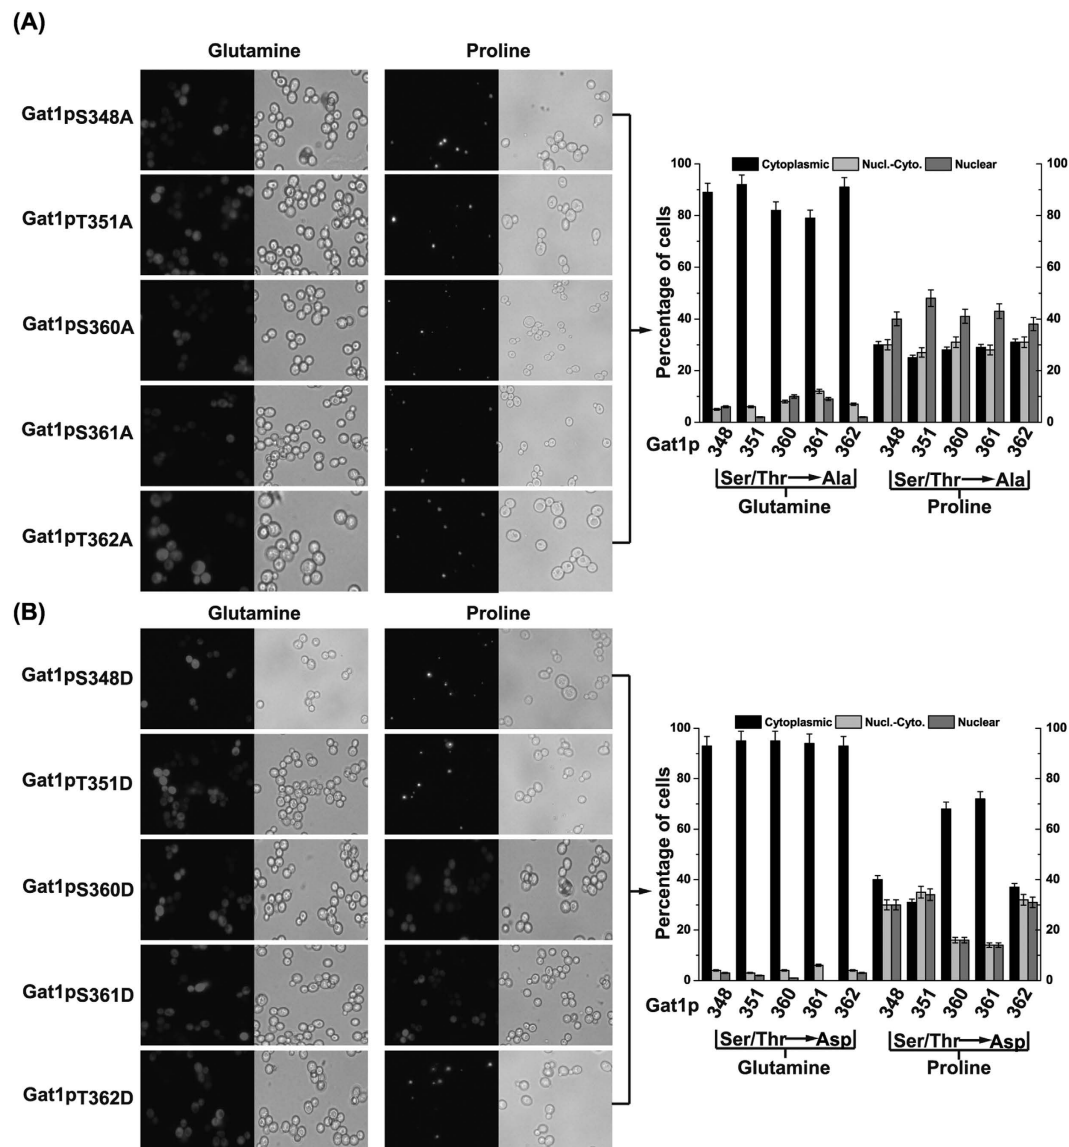 (A)
Glutamine Proline
Gat1pS348A
Gat1pT351A
Gat1pS360A
Gat1pS361A
Gat1pT362A
Cytoplasmic Nucl.-Cyto. Nuclear
Percentage of cells
100 100
80 80
60 60
40 40
20 20
0 0
Gat1p 348 351 360 361 362 348 351 360 361 362
Ser/Thr Ala Ser/Thr Ala
Glutamine Proline
(B)
Glutamine Proline
Gat1pS348D
Gat1pT351D
Gat1pS360D
Gat1pS361D
Gat1pT362D
Cytoplasmic Nucl.-Cyto. Nuclear
Percentage of cells
100 100
80 80
60 60
40 40
20 20
0 0
Gat1p 348 351 360 361 362 348 351 360 361 362
Ser/Thr Asp Ser/Thr Asp
Glutamine Proline